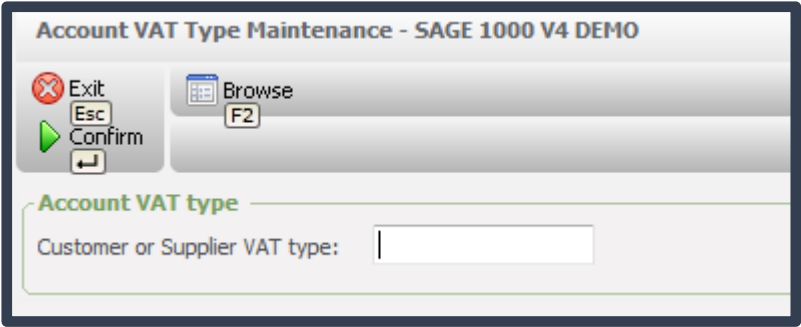 Account VAT Type Maintenance - SAGE 1000 V4 DEMO
Exit
Esc
Confirm
↵
Browse
F2
Account VAT type
Customer or Supplier VAT type: